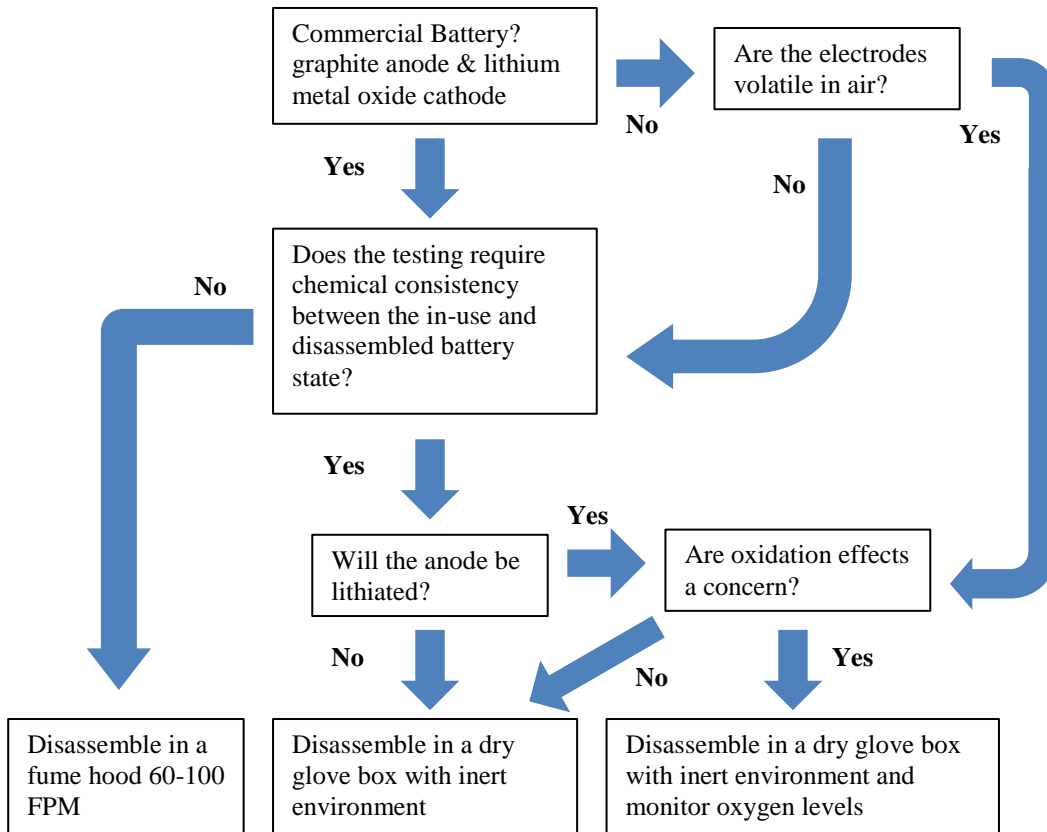 Commercial Battery?
graphite anode & lithium
metal oxide cathode
Are the electrodes
volatile in air?
No
Yes
Yes
No
Does the testing require
chemical consistency
between the in-use and
disassembled battery
state?
No
Yes
Yes
Will the anode be
lithiated?
Are oxidation effects
a concern?
No
No
Yes
Disassemble in a
fume hood 60-100
FPM
Disassemble in a dry
glove box with inert
environment
Disassemble in a dry glove box
with inert environment and
monitor oxygen levels